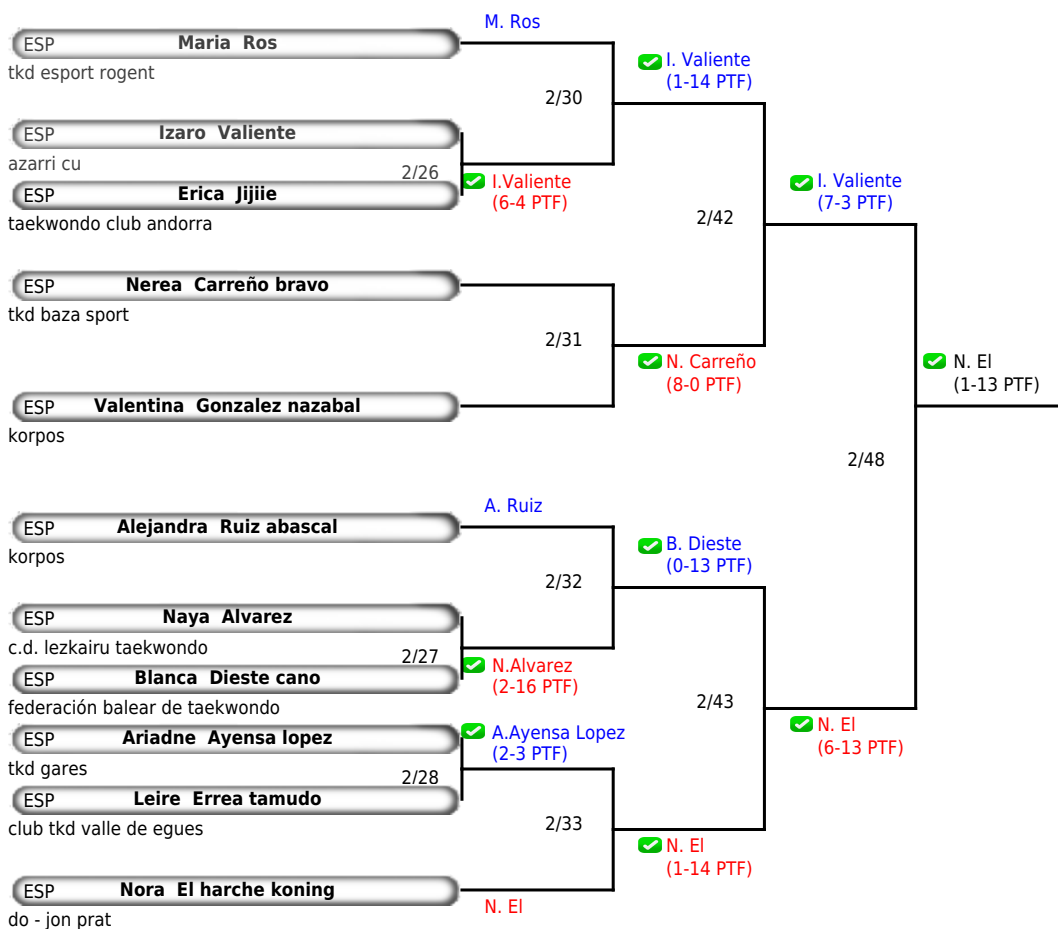 M. Ros
ESP Maria Ros
tkd esport rogent
I. Valiente
(1-14 PTF)
2/30
ESP Izaro Valiente
azarri cu
2/26
I.Valiente
(6-4 PTF)
ESP Erica Jijiie
taekwondo club andorra
I. Valiente
(7-3 PTF)
2/42
ESP Nerea Carreño bravo
tkd baza sport
2/31
N. Carreño
(8-0 PTF)
N. El
(1-13 PTF)
ESP Valentina Gonzalez nazabal
korpos
2/48
A. Ruiz
ESP Alejandra Ruiz abascal
korpos
B. Dieste
(0-13 PTF)
2/32
ESP Naya Alvarez
c.d. lezkairu taekwondo
2/27
N.Alvarez
(2-16 PTF)
ESP Blanca Dieste cano
federación balear de taekwondo
2/43
N. El
(6-13 PTF)
ESP Ariadne Ayensa lopez
tkd gares
A.Ayensa Lopez
(2-3 PTF)
2/28
ESP Leire Errea tamudo
club tkd valle de egues
2/33
N. El
(1-14 PTF)
ESP Nora El harche koning
do - jon prat
N. El